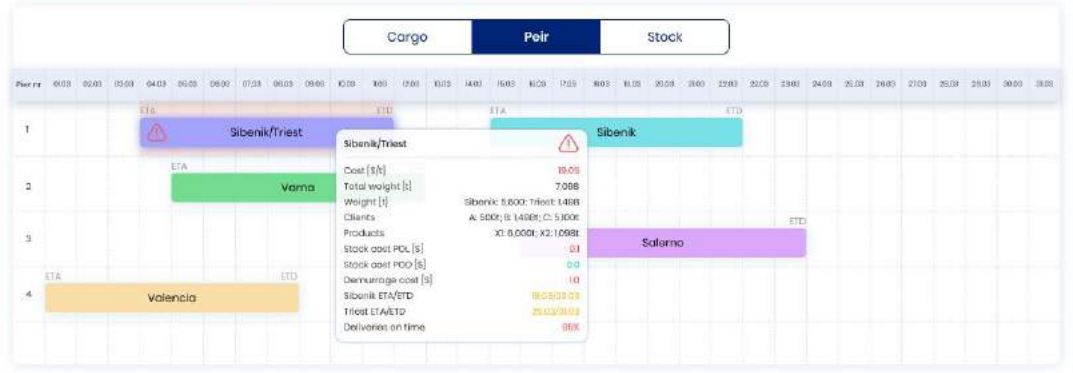 Cargo Peir Stock
Pier nr 01.03 02.03 03.03 04.03 05.03 06.03 07.03 08.03 09.03 10.03 11.03 12.03 13.03 14.03 15.03 16.03 17.03 18.03 19.03 20.03 21.03 22.03 23.03 24.03 25.03 26.03 27.03 28.03 29.03 30.03 31.03
ETA ETD ETA ETD
1 Sibenik/Triest Sibenik
ETA
2 Varna
ETD
3 Salerno
ETA ETD
4 Valencia
Sibenik/Triest
Cost [$/t] 19.05
Total weight [t] 7,098
Weight [t] Sibenik: 5,600; Triest: 1,498
Clients A: 500t; B: 1,498t; C: 5,100t
Products X1: 6,000t; X2: 1,098t
Stock cost POL [$] 0.1
Stock cost POD [$] 0.0
Demurrage cost [$] 1.0
Sibenik ETA/ETD
Triest ETA/ETD 25.03/31.03
Deliveries on time